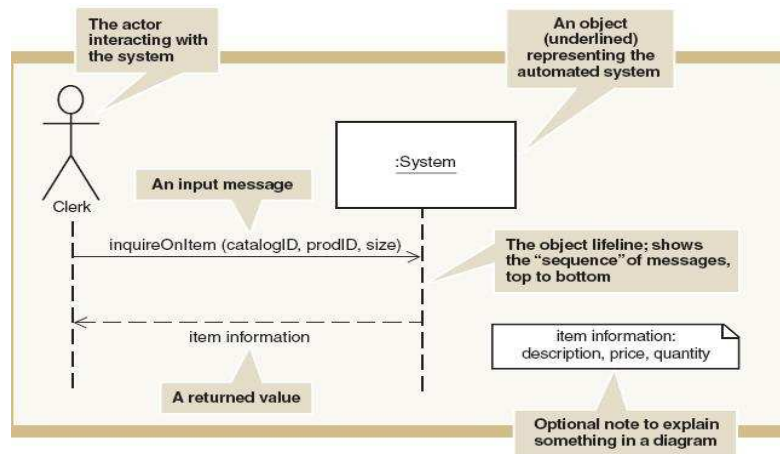 The actor
interacting with
the system
An object
(underlined)
representing the
automated system
:System
An input message
Clerk
inquireOnItem (catalogID, prodID, size)
The object lifeline; shows
the “sequence”of messages,
top to bottom
item information
item information:
description, price, quantity
A returned value
Optional note to explain
something in a diagram